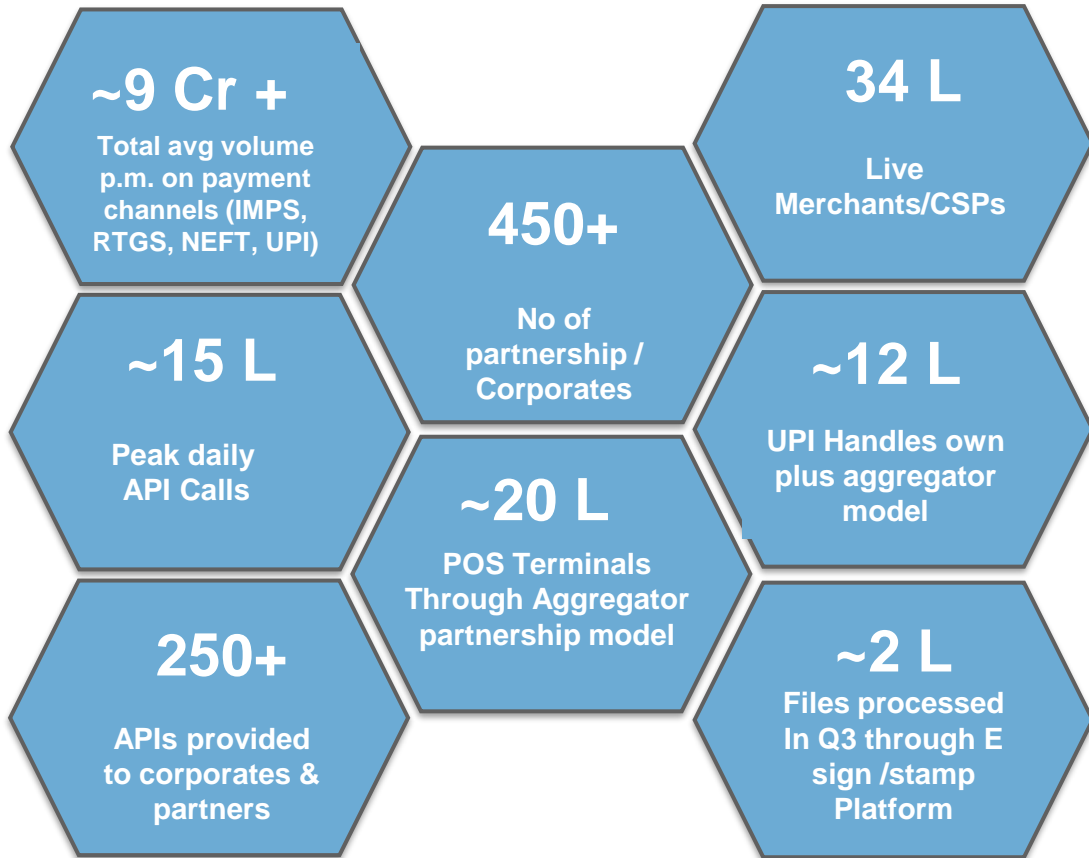 ~9 Cr +
Total avg volume
p.m. on payment
channels (IMPS,
RTGS, NEFT, UPI)
34 L
Live
Merchants/CSPs
450+
No of
partnership /
Corporates
~15 L
Peak daily
API Calls
~12 L
UPI Handles own
plus aggregator
model
~20 L
POS Terminals
Through Aggregator
partnership model
250+
APIs provided
to corporates &
partners
~2 L
Files processed
In Q3 through E
sign /stamp
Platform